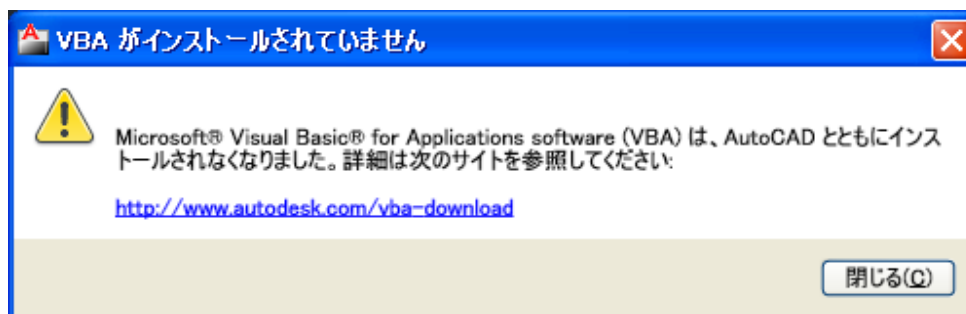 VBA がインストールされていません
Microsoft® Visual Basic® for Applications software (VBA) は、AutoCAD とともにインス
トールされなくなりました。詳細は次のサイトを参照してください:
http://www.autodesk.com/vba-download
閉じる(C)